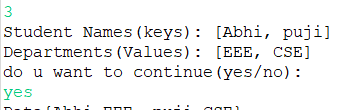 3
Student Names(keys): [Abhi, puji]
Departments(Values): [EEE, CSE]
do u want to continue(yes/no):
yes